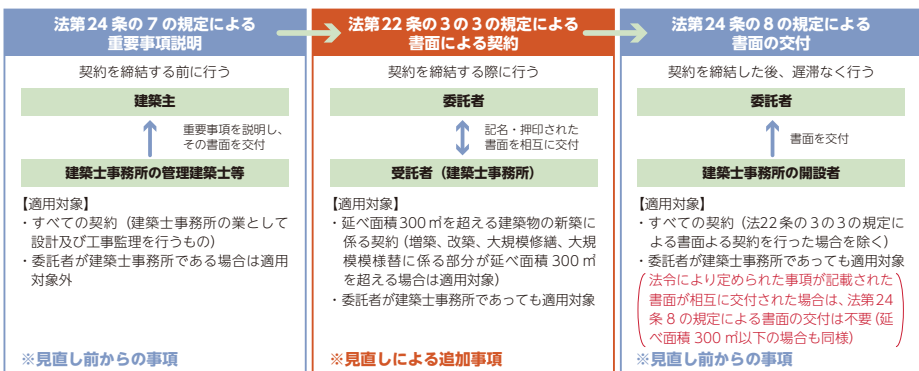 法第24条の7の規定による
重要事項説明
契約を締結する前に行う
建築主
重要事項を説明し、
その書面を交付
建築士事務所の管理建築士等
【適用対象】
・すべての契約（建築士事務所の業として
設計及び工事監理を行うもの）
・委託者が建築士事務所である場合は適用
対象外
※見直し前からの事項
法第22条の3の3の規定による
書面による契約
契約を締結する際に行う
委託者
記名・押印された
書面を相互に交付
受託者（建築士事務所）
【適用対象】
・延べ面積300㎡を超える建築物の新築に
係る契約（増築、改築、大規模修繕、大規
模模様替に係る部分が延べ面積300㎡
を超える場合は適用対象）
・委託者が建築士事務所であっても適用対象
※見直しによる追加事項
法第24条の8の規定による
書面の交付
契約を締結した後、遅滞なく行う
委託者
書面を交付
建築士事務所の開設者
【適用対象】
・すべての契約（法22条の3の3の規定に
よる書面よる契約を行った場合を除く）
・委託者が建築士事務所であっても適用対象
（法令により定められた事項が記載された
書面が相互に交付された場合は、法第24
条8の規定による書面の交付は不要（延
べ面積300㎡以下の場合も同様））
※見直し前からの事項